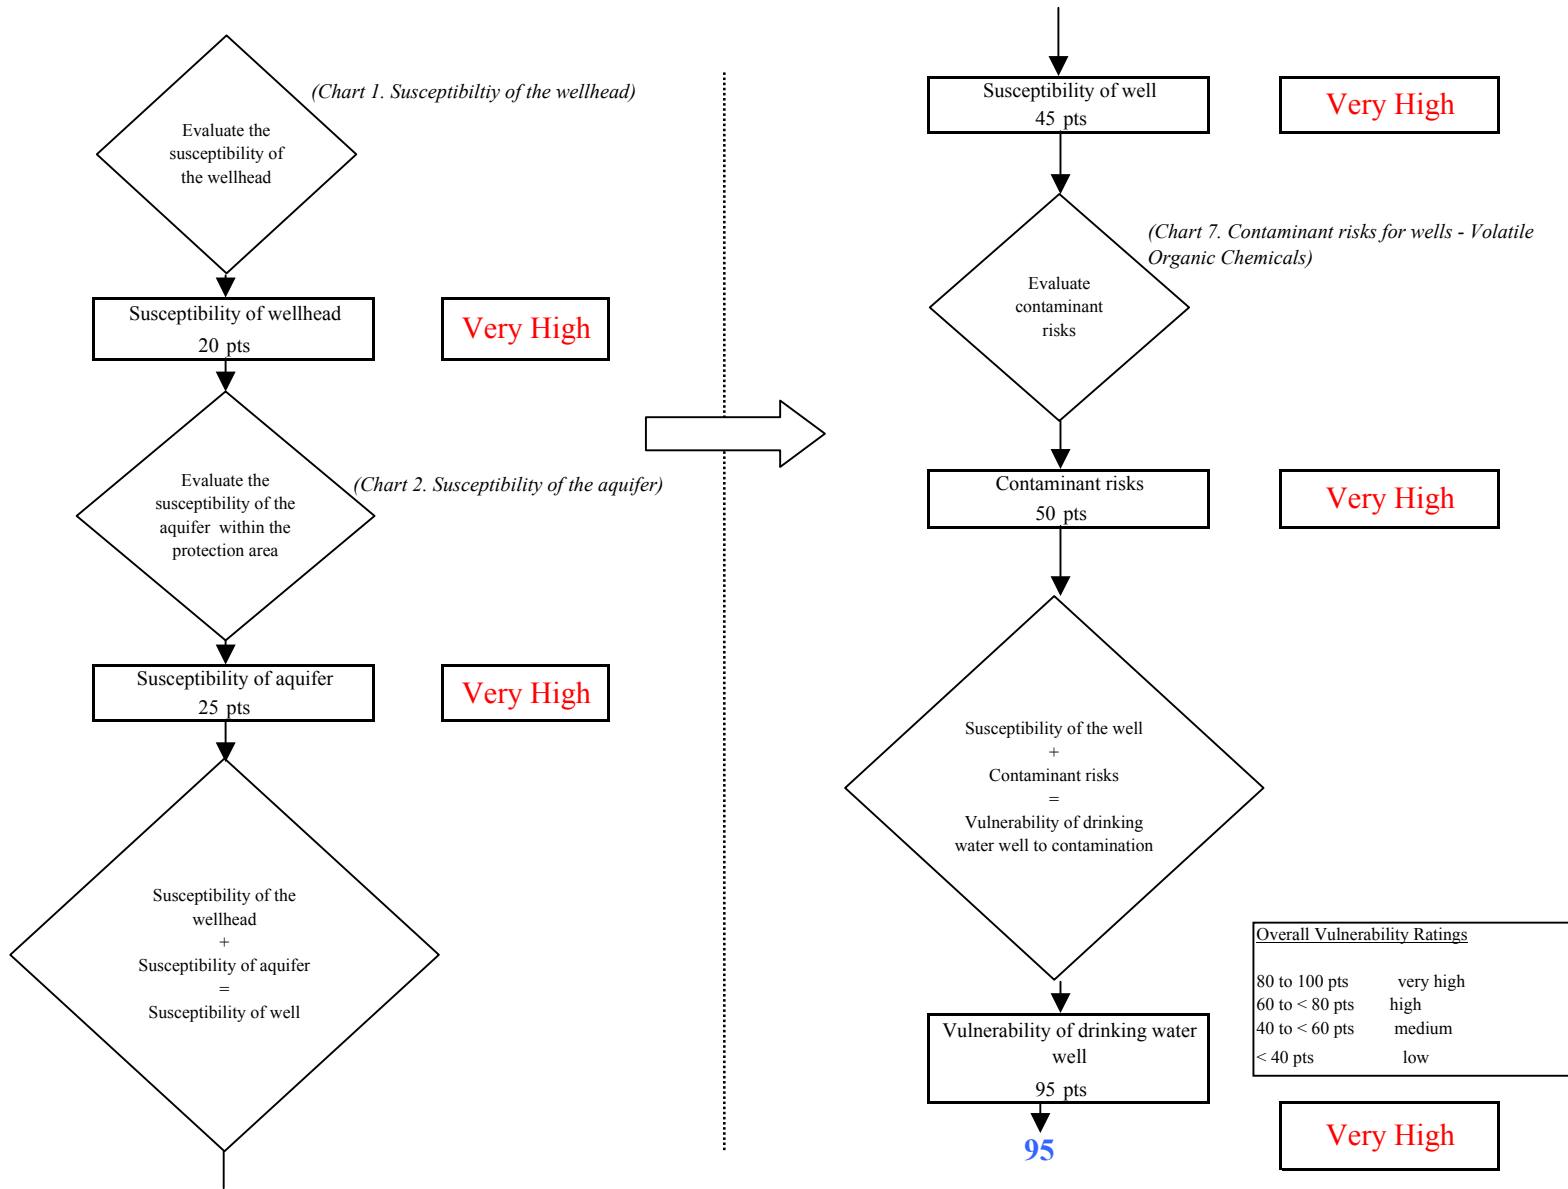 (Chart 1. Susceptibiltiy of the wellhead)
Evaluate the
susceptibility of
the wellhead
Susceptibility of wellhead
20 pts
Very High
Evaluate the
susceptibility of the
aquifer within the
protection area
(Chart 2. Susceptibility of the aquifer)
Susceptibility of aquifer
25 pts
Very High
Susceptibility of the
wellhead
+
Susceptibility of aquifer
=
Susceptibility of well
Susceptibility of well
45 pts
Very High
(Chart 7. Contaminant risks for wells - Volatile
Organic Chemicals)
Evaluate
contaminant
risks
Contaminant risks
50 pts
Very High
Susceptibility of the well
+
Contaminant risks
=
Vulnerability of drinking
water well to contamination
Overall Vulnerability Ratings
80 to 100 pts very high
60 to < 80 pts high
40 to < 60 pts medium
< 40 pts low
Vulnerability of drinking water
well
95 pts
95
Very High